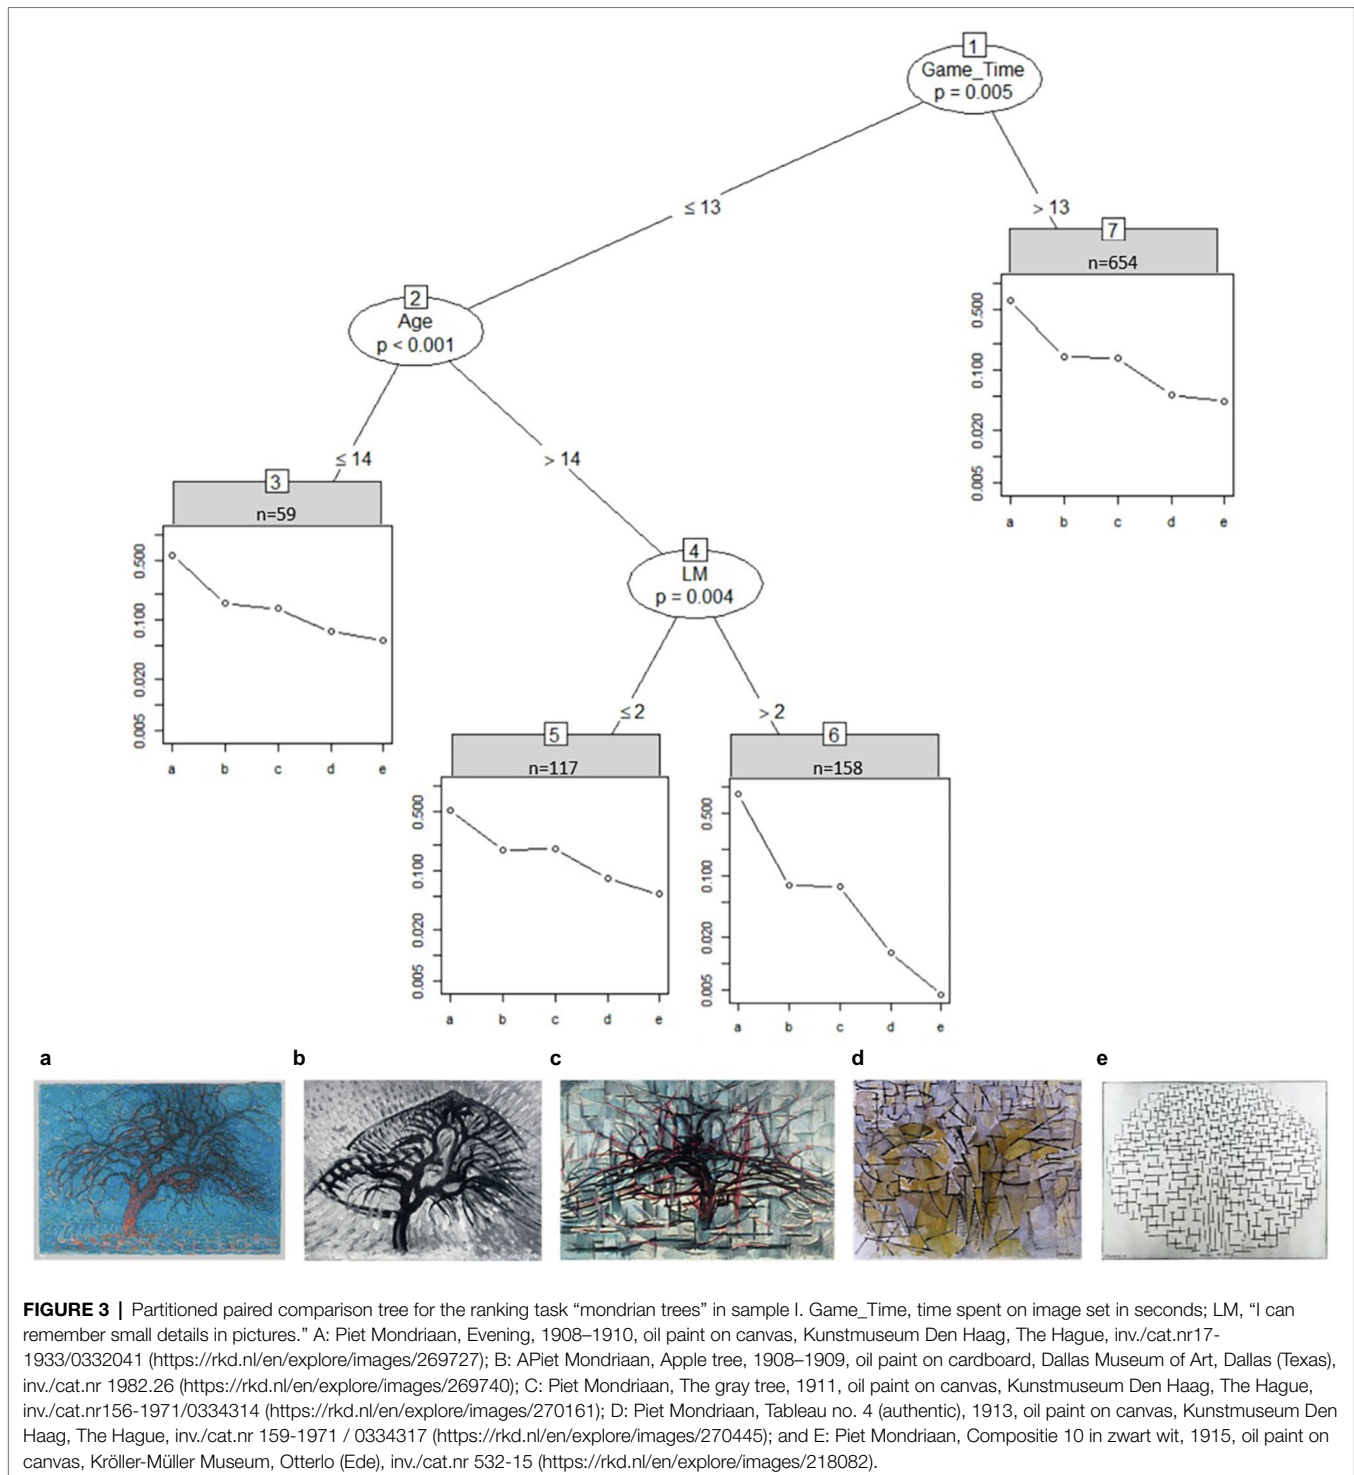 1
Game_Time
p = 0.005
≤ 13
> 13
7
n=654
0.500
0.100
0.020
0.005
a b c d e
2
Age
p < 0.001
≤ 14
> 14
3
n=59
0.500
0.100
0.020
0.005
a b c d e
4
LM
p = 0.004
≤ 2
> 2
5
n=117
0.500
0.100
0.020
0.005
a b c d e
6
n=158
0.500
0.100
0.020
0.005
a b c d e
a b c d e
FIGURE 3 | Partitioned paired comparison tree for the ranking task “mondrian trees” in sample I. Game_Time, time spent on image set in seconds; LM, “I can
remember small details in pictures.” A: Piet Mondriaan, Evening, 1908–1910, oil paint on canvas, Kunstmuseum Den Haag, The Hague, inv./cat.nr17-
1933/0332041 (https://rkd.nl/en/explore/images/269727); B: APiet Mondriaan, Apple tree, 1908–1909, oil paint on cardboard, Dallas Museum of Art, Dallas (Texas),
inv./cat.nr 1982.26 (https://rkd.nl/en/explore/images/269740); C: Piet Mondriaan, The gray tree, 1911, oil paint on canvas, Kunstmuseum Den Haag, The Hague,
inv./cat.nr156-1971/0334314 (https://rkd.nl/en/explore/images/270161); D: Piet Mondriaan, Tableau no. 4 (authentic), 1913, oil paint on canvas, Kunstmuseum Den
Haag, The Hague, inv./cat.nr 159-1971 / 0334317 (https://rkd.nl/en/explore/images/270445); and E: Piet Mondriaan, Compositie 10 in zwart wit, 1915, oil paint on
canvas, Kröller-Müller Museum, Otterlo (Ede), inv./cat.nr 532-15 (https://rkd.nl/en/explore/images/218082).